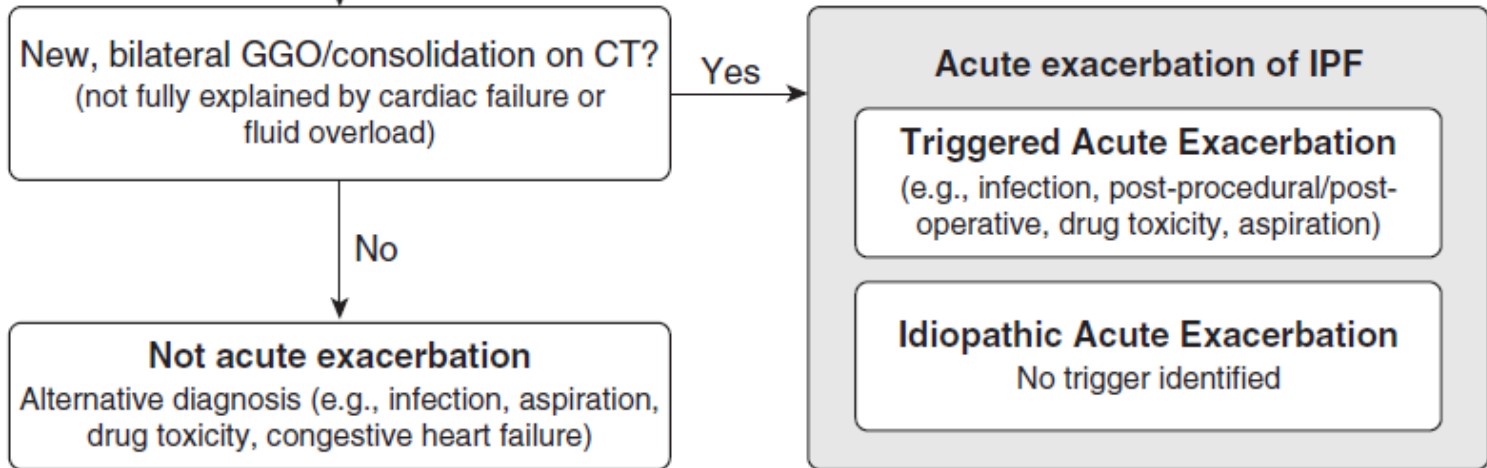 New, bilateral GGO/consolidation on CT?
(not fully explained by cardiac failure or
fluid overload)
Yes
No
Not acute exacerbation
Alternative diagnosis (e.g., infection, aspiration,
drug toxicity, congestive heart failure)
Acute exacerbation of IPF
Triggered Acute Exacerbation
(e.g., infection, post-procedural/post-
operative, drug toxicity, aspiration)
Idiopathic Acute Exacerbation
No trigger identified